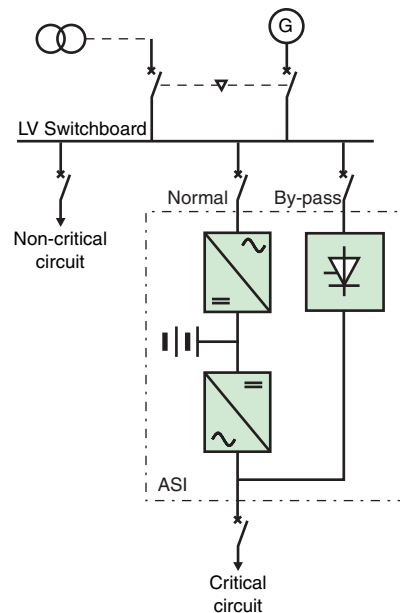 G
LV Switchboard
Normal
By-pass
Non-critical
circuit
ASI
Critical
circuit